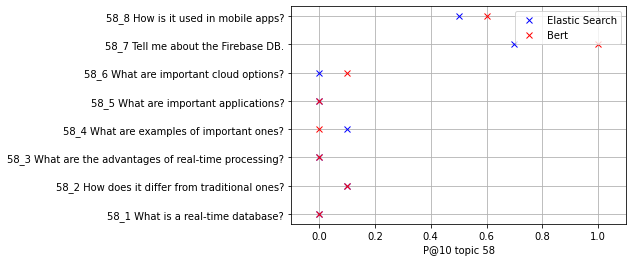 58_8 How is it used in mobile apps?
58_7 Tell me about the Firebase DB.
58_6 What are important cloud options?
58_5 What are important applications?
58_4 What are examples of important ones?
58_3 What are the advantages of real-time processing?
58_2 How does it differ from traditional ones?
58_1 What is a real-time database?
Elastic Search
Bert
0.0 0.2 0.4 0.6 0.8 1.0
P@10 topic 58